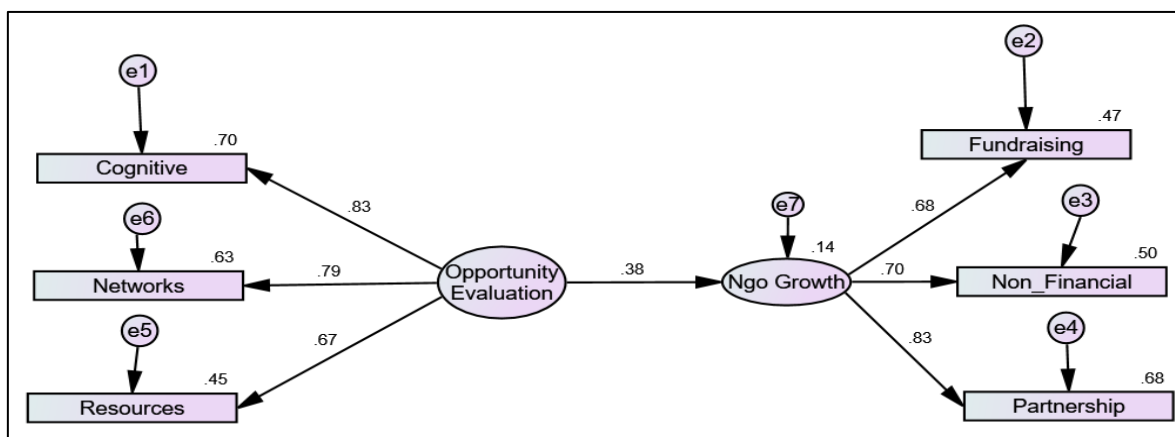 e1
.70
Cognitive
.83
e6
.63
Networks
.79
e5
.67
.45
Resources
Opportunity
Evaluation
.38
e7
.14
Ngo Growth
e2
.47
Fundraising
.68
e3
.50
.70
Non_Financial
.83
e4
.68
Partnership